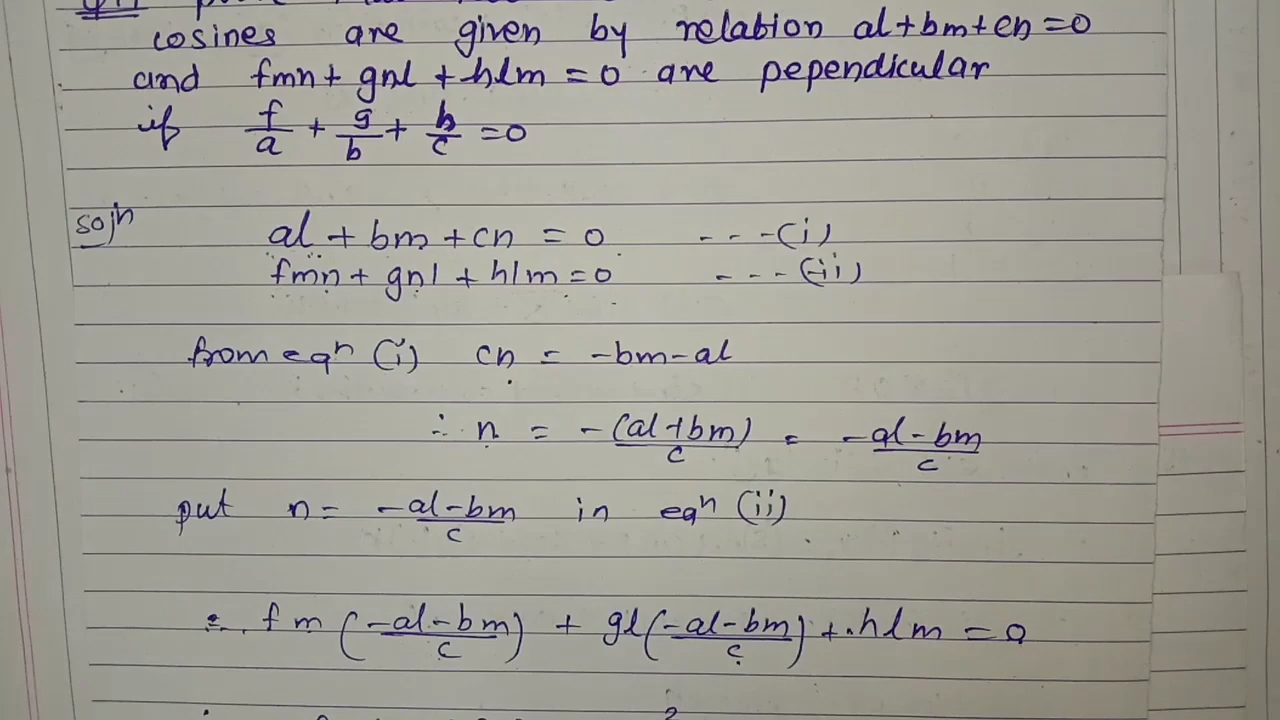 cosines are given by relation al+bm+cn=0
and fmn + gnl + hlm = 0 are pependicular
if f/a + g/b + h/c = 0
soln
al + bm + cn = 0 - - -(i)
fmn + gnl + hlm = 0 - - - (ii)
from eqn (i) cn = -bm-al
∴ n = -(al+bm)/c = -al-bm/c
put n = -al-bm/c in eqn (ii)
= fm(-al-bm/c) + gl(-al-bm/c) + hlm = 0